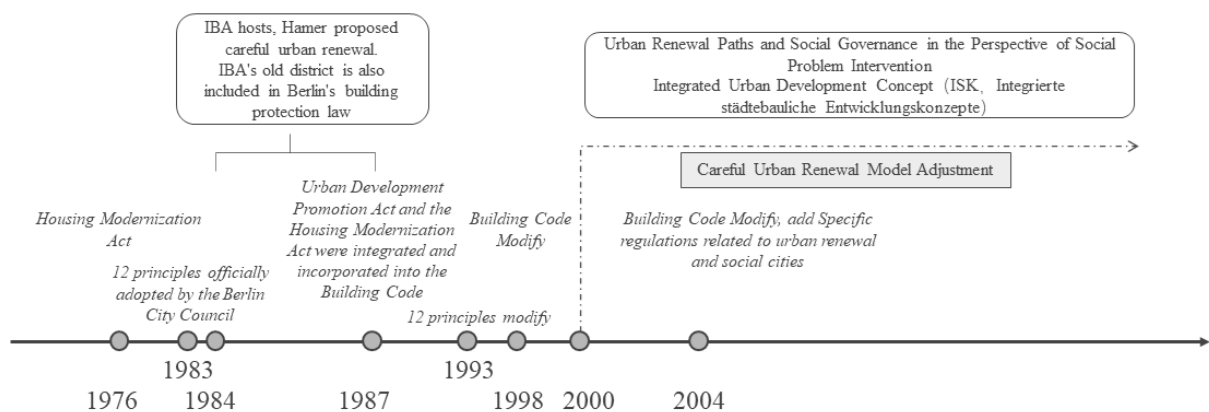 IBA hosts, Hamer proposed
careful urban renewal.
IBA's old district is also
included in Berlin's building
protection law
Urban Renewal Paths and Social Governance in the Perspective of Social
Problem Intervention
Integrated Urban Development Concept (ISK, Integrierte
städtebauliche Entwicklungskonzepte)
Careful Urban Renewal Model Adjustment
Housing Modernization
Act
12 principles officially
adopted by the Berlin
City Council
Urban Development
Promotion Act and the
Housing Modernization
Act were integrated and
incorporated into the
Building Code
12 principles modify
Building Code
Modify
Building Code Modify, add Specific
regulations related to urban renewal
and social cities
1976
1983
1984
1987
1993
1998
2000
2004